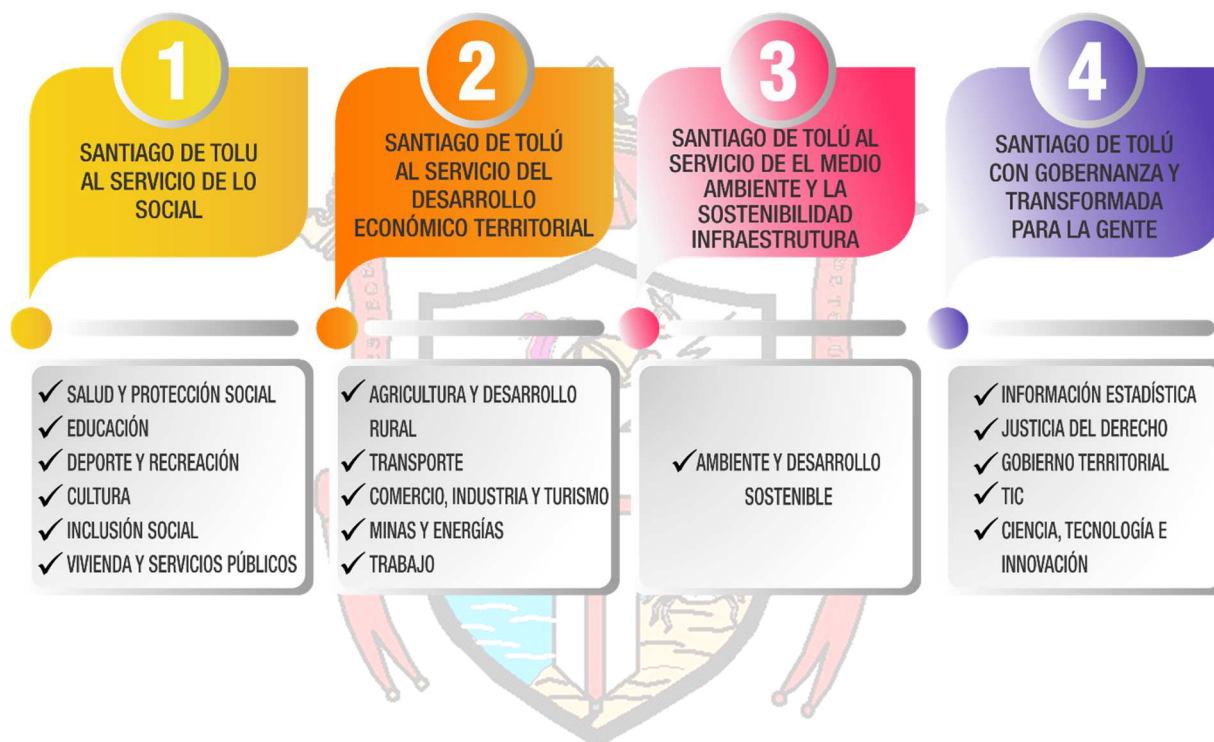 1
SANTIAGO DE TOLU
AL SERVICIO DE LO
SOCIAL
✓ SALUD Y PROTECCIÓN SOCIAL
✓ EDUCACIÓN
✓ DEPORTE Y RECREACIÓN
✓ CULTURA
✓ INCLUSIÓN SOCIAL
✓ VIVIENDA Y SERVICIOS PÚBLICOS
2
SANTIAGO DE TOLÚ
AL SERVICIO DEL
DESARROLLO
ECONÓMICO TERRITORIAL
✓ AGRICULTURA Y DESARROLLO
RURAL
✓ TRANSPORTE
✓ COMERCIO, INDUSTRIA Y TURISMO
✓ MINAS Y ENERGÍAS
✓ TRABAJO
3
SANTIAGO DE TOLÚ AL
SERVICIO DE EL MEDIO
AMBIENTE Y LA
SOSTENIBILIDAD
INFRAESTRUTURA
✓ AMBIENTE Y DESARROLLO
SOSTENIBLE
4
SANTIAGO DE TOLÚ
CON GOBERNANZA Y
TRANSFORMADA
PARA LA GENTE
✓ INFORMACIÓN ESTADÍSTICA
✓ JUSTICIA DEL DERECHO
✓ GOBIERNO TERRITORIAL
✓ TIC
✓ CIENCIA, TECNOLOGÍA E
INNOVACIÓN